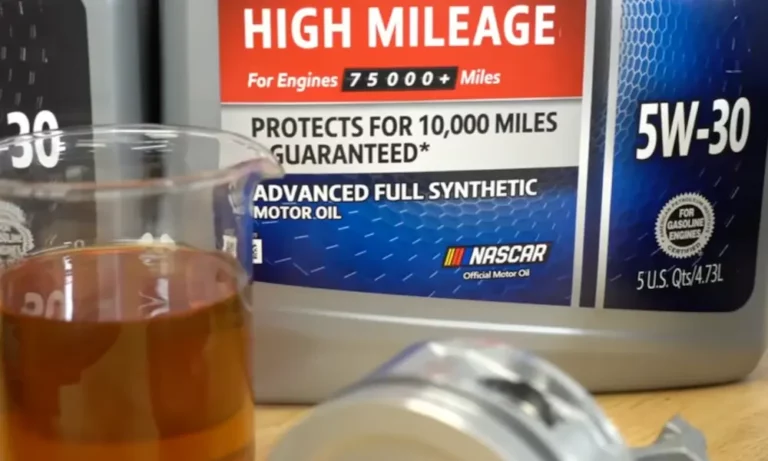 HIGH MILEAGE
For Engines 75000+ Miles
PROTECTS FOR 10,000 MILES
GUARANTEED*
ADVANCED FULL SYNTHETIC
MOTOR OIL
NASCAR
Official Motor Oil
5W-30
FOR
GASOLINE
ENGINES
CERTIFIED
5 U.S. Qts/4.73L
-30